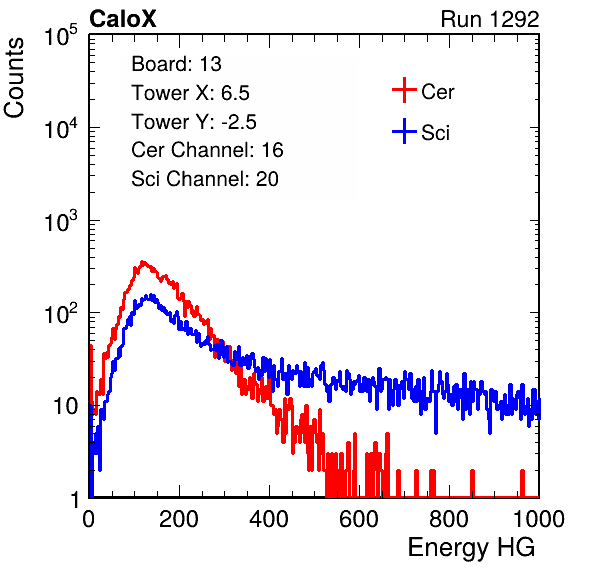 CaloX Run 1292
Counts
Board: 13
Tower X: 6.5
Tower Y: -2.5
Cer Channel: 16
Sci Channel: 20
Cer
Sci
10^5
10^4
10^3
10^2
10
1
0 200 400 600 800 1000
Energy HG